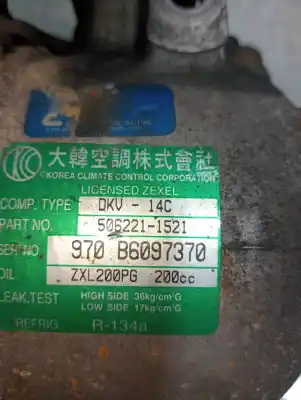 大韓空調株式會社
KOREA CLIMATE CONTROL CORPORATION
LICENSED ZEXEL
COMP. TYPE DKV - 14C
PART NO. 506221-1521
SERI NO. 970 B6097370
OIL ZXL200PG 200cc
LEAK.TEST HIGH SIDE 36kg/cm²G
LOW SIDE 17kg/cm²G
REFRIG R-134a